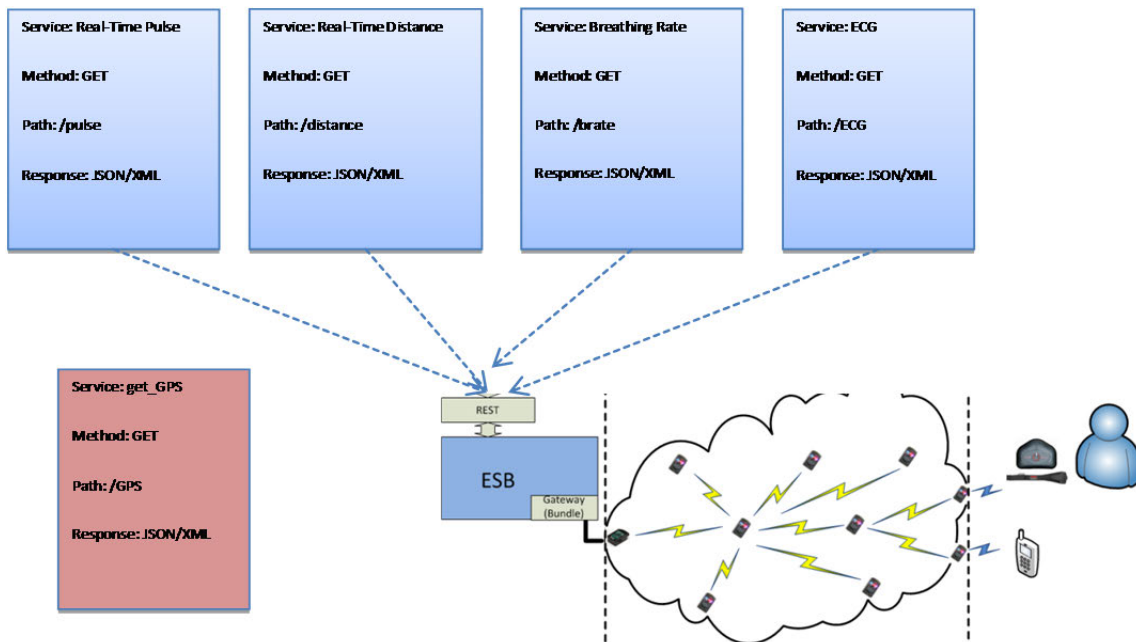 Service: Real-Time Pulse
Method: GET
Path: /pulse
Response: JSON/XML
Service: Real-Time Distance
Method: GET
Path: /distance
Response: JSON/XML
Service: Breathing Rate
Method: GET
Path: /brate
Response: JSON/XML
Service: ECG
Method: GET
Path: /ECG
Response: JSON/XML
Service: get_GPS
Method: GET
Path: /GPS
Response: JSON/XML
REST
ESB
Gateway
(Bundle)